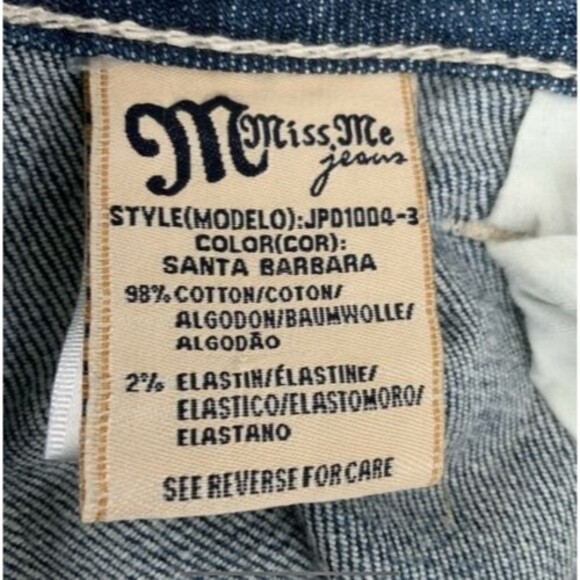 M Miss Me
jeans
STYLE(MODELO):JPD1004-3
COLOR(COR):
SANTA BARBARA
98% COTTON/COTON/
ALGODON/BAUMWOLLE/
ALGODÃO
2% ELASTIN/ÉLASTINE/
ELASTICO/ELASTOMORO/
ELASTANO
SEE REVERSE FOR CARE